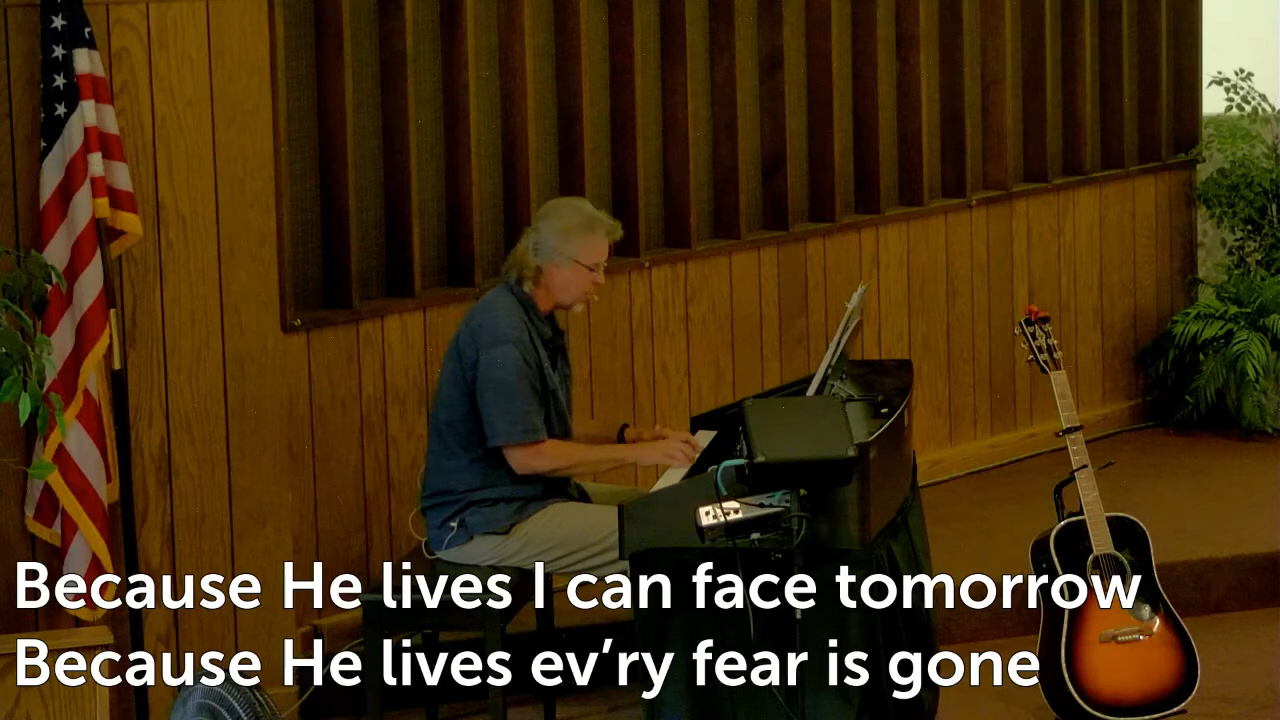 Because He lives I can face tomorrow
Because He lives ev’ry fear is gone